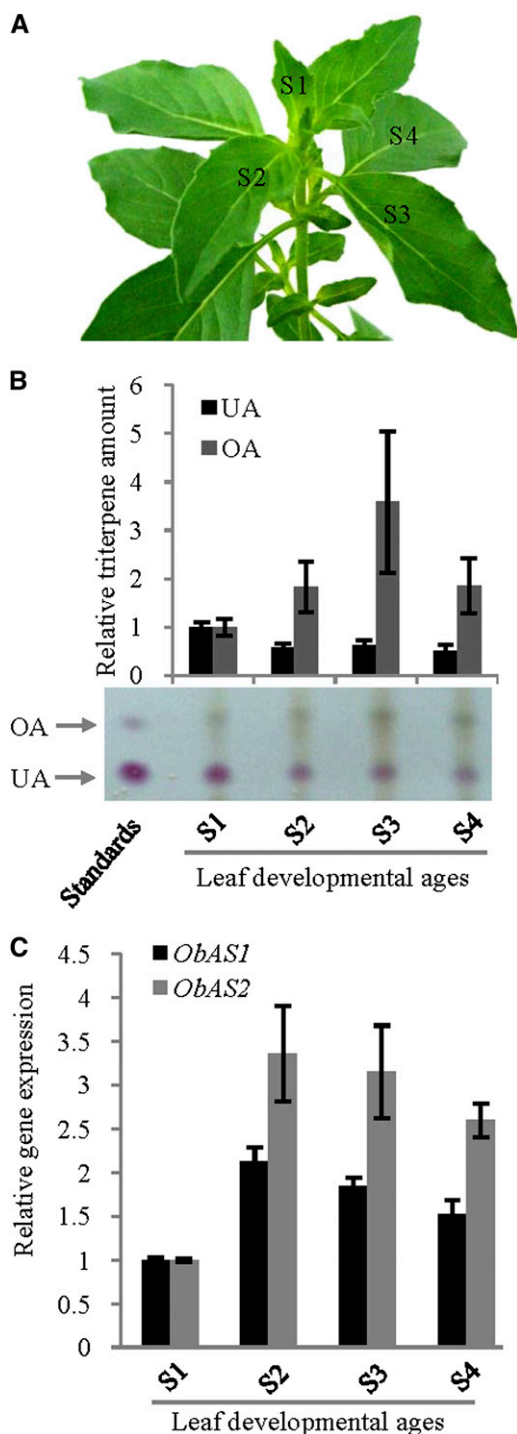 A
S1
S4
S2
S3
B
6
5
4
3
2
1
0
Relative triterpene amount
UA
OA
OA
UA
Standards
S1
S2
S3
S4
Leaf developmental ages
C
4.5
4
3.5
3
2.5
2
1.5
1
0.5
0
Relative gene expression
ObAS1
ObAS2
S1
S2
S3
S4
Leaf developmental ages